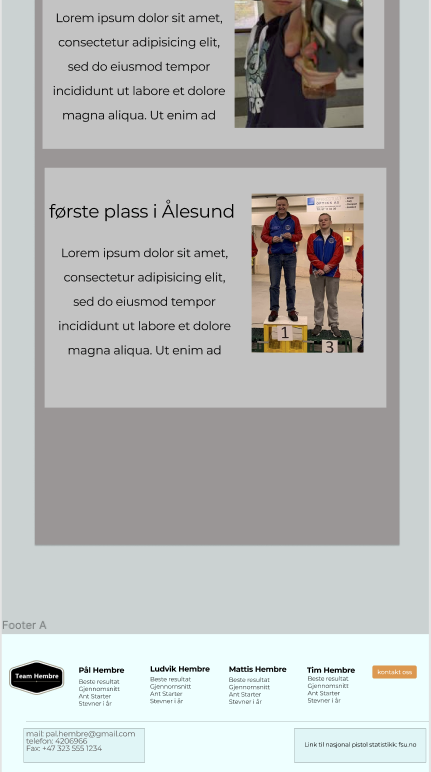 Lorem ipsum dolor sit amet,
consectetur adipisicing elit,
sed do eiusmod tempor
incididunt ut labore et dolore
magna aliqua. Ut enim ad
første plass i Ålesund
Lorem ipsum dolor sit amet,
consectetur adipisicing elit,
sed do eiusmod tempor
incididunt ut labore et dolore
magna aliqua. Ut enim ad
1
3
Footer A
Team Hembre
Pål Hembre
Beste resultat
Gjennomsnitt
Ant Starter
Stevner i år
Ludvik Hembre
Beste resultat
Gjennomsnitt
Ant Starter
Stevner i år
Mattis Hembre
Beste resultat
Gjennomsnitt
Ant Starter
Stevner i år
Tim Hembre
Beste resultat
Gjennomsnitt
Ant Starter
Stevner i år
kontakt oss
mail: pal.hembre@gmail.com
telefon: 4206966
Fax: +47 323 555 1234
Link til nasjonal pistol statistikk: fsu.no